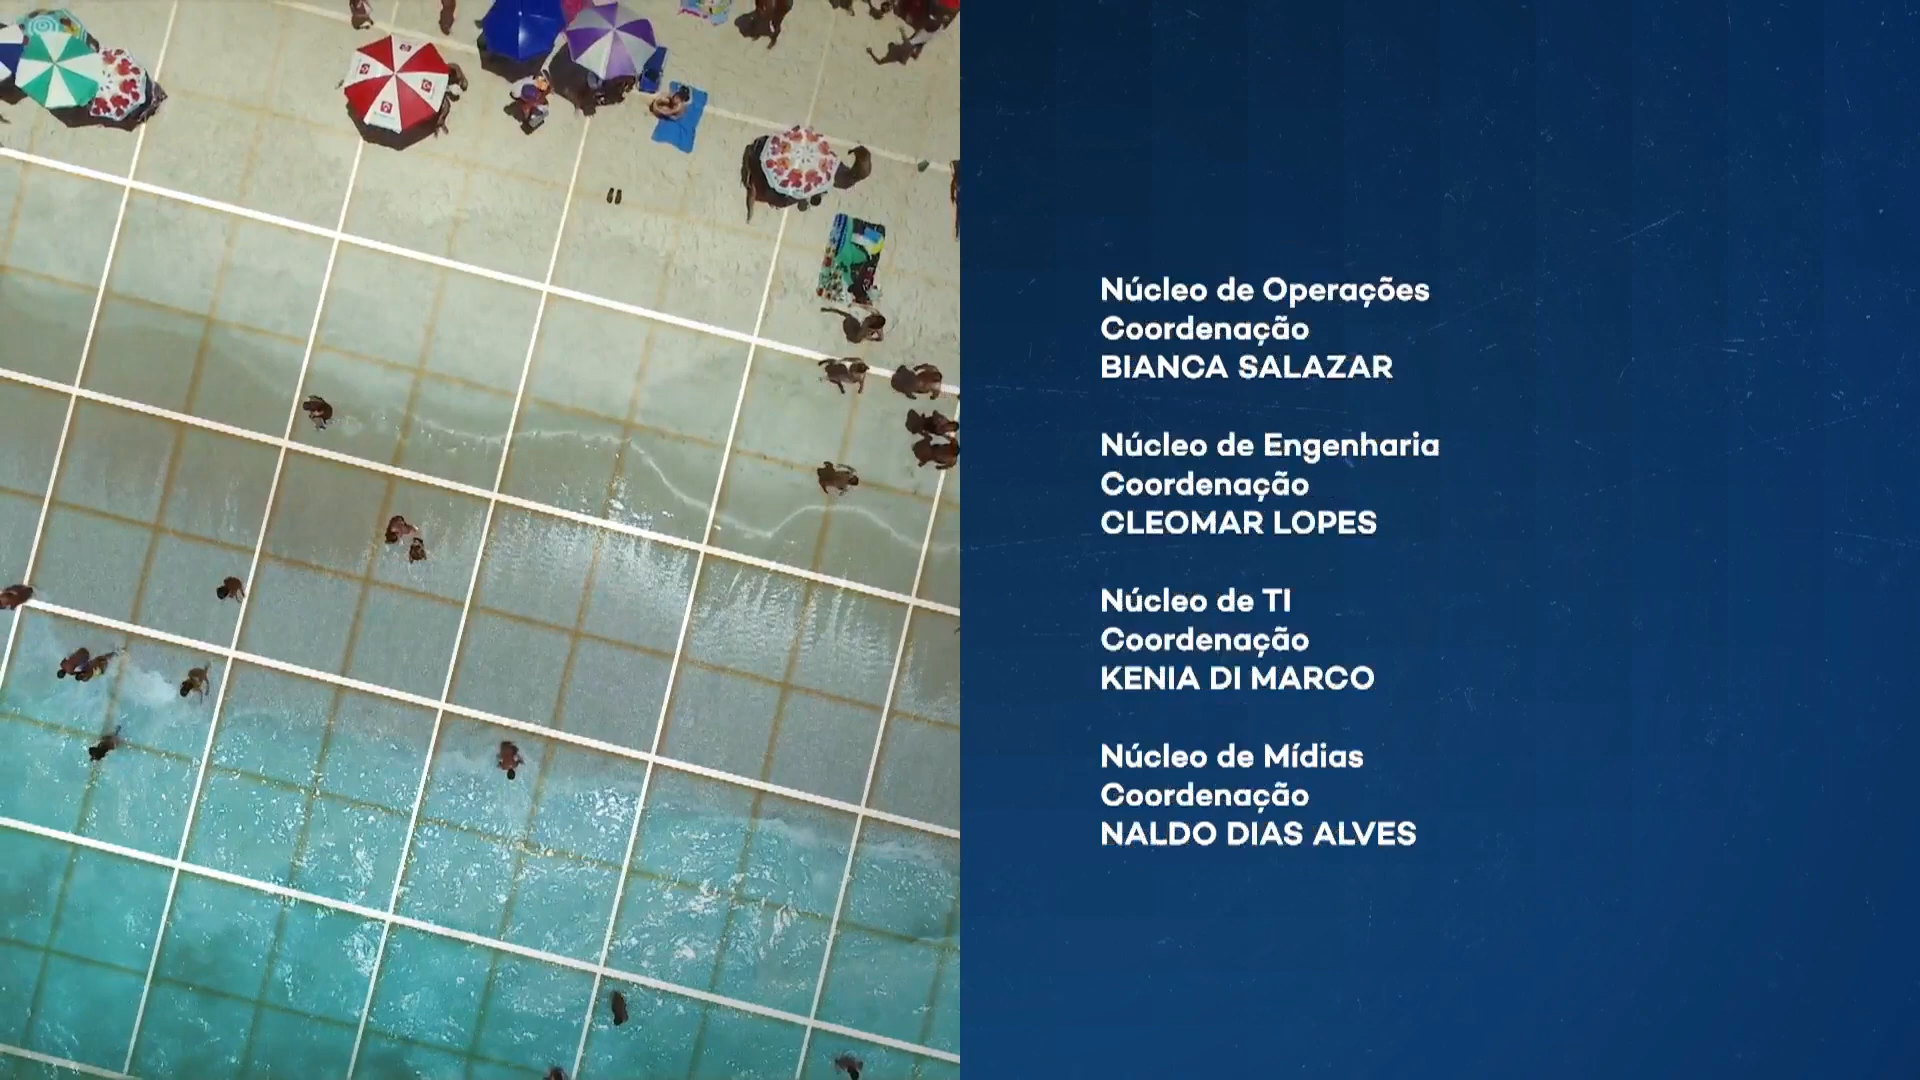 Núcleo de Operações
Coordenação
BIANCA SALAZAR
Núcleo de Engenharia
Coordenação
CLEOMAR LOPES
Núcleo de TI
Coordenação
KENIA DI MARCO
Núcleo de Mídias
Coordenação
NALDO DIAS ALVES